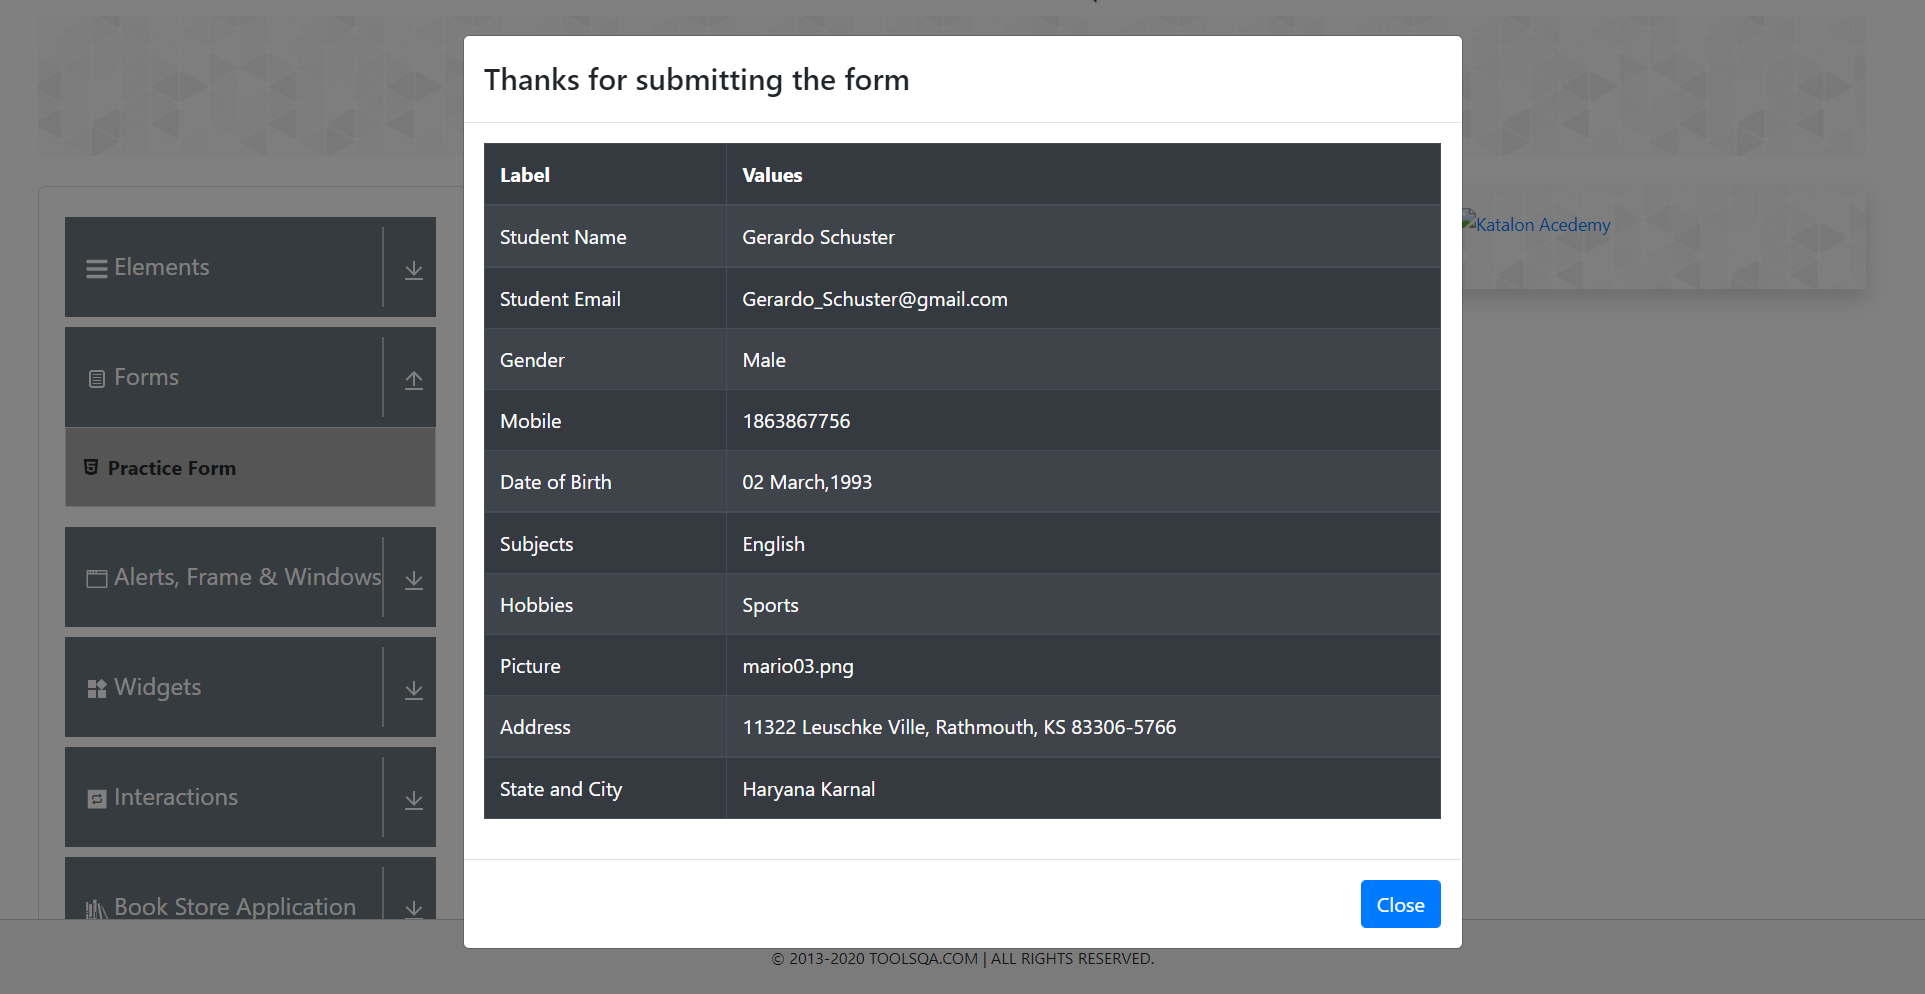 Thanks for submitting the form
Label Values
Student Name Gerardo Schuster
Student Email Gerardo_Schuster@gmail.com
Gender Male
Mobile 1863867756
Date of Birth 02 March,1993
Subjects English
Hobbies Sports
Picture mario03.png
Address 11322 Leuschke Ville, Rathmouth, KS 83306-5766
State and City Haryana Karnal
Close
Elements
Forms
Practice Form
Alerts, Frame & Windows
Widgets
Interactions
Book Store Application
Katalon Acedemy
© 2013-2020 TOOLSQA.COM | ALL RIGHTS RESERVED.